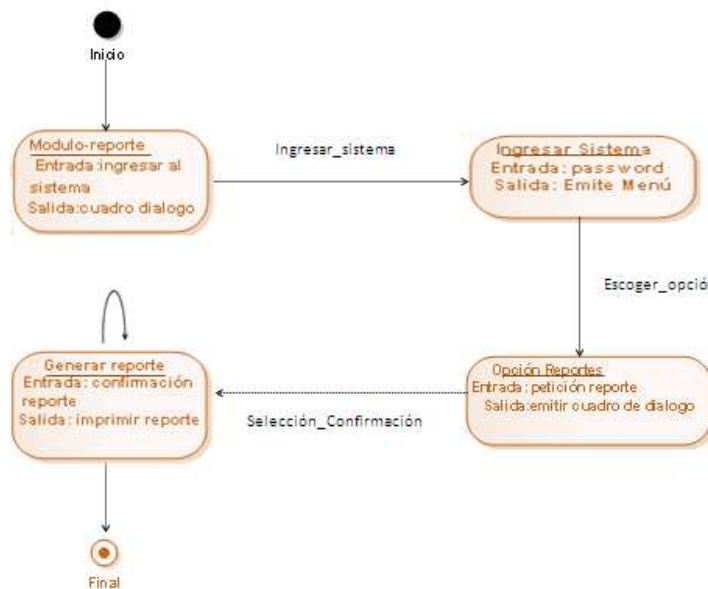 Inicio
Modulo-reporte
Entrada:ingresar al
sistema
Salida:cuadro dialogo
Ingresar_sistema
Ingresar Sistema
Entrada: password
Salida: Emite Menú
Escoger_opció
Opción Reportes
Entrada: petición reporte
Salida:emitir cuadro de dialogo
Selección_Confirmación
Generar reporte
Entrada: confirmación
reporte
Salida: imprimir reporte
Final